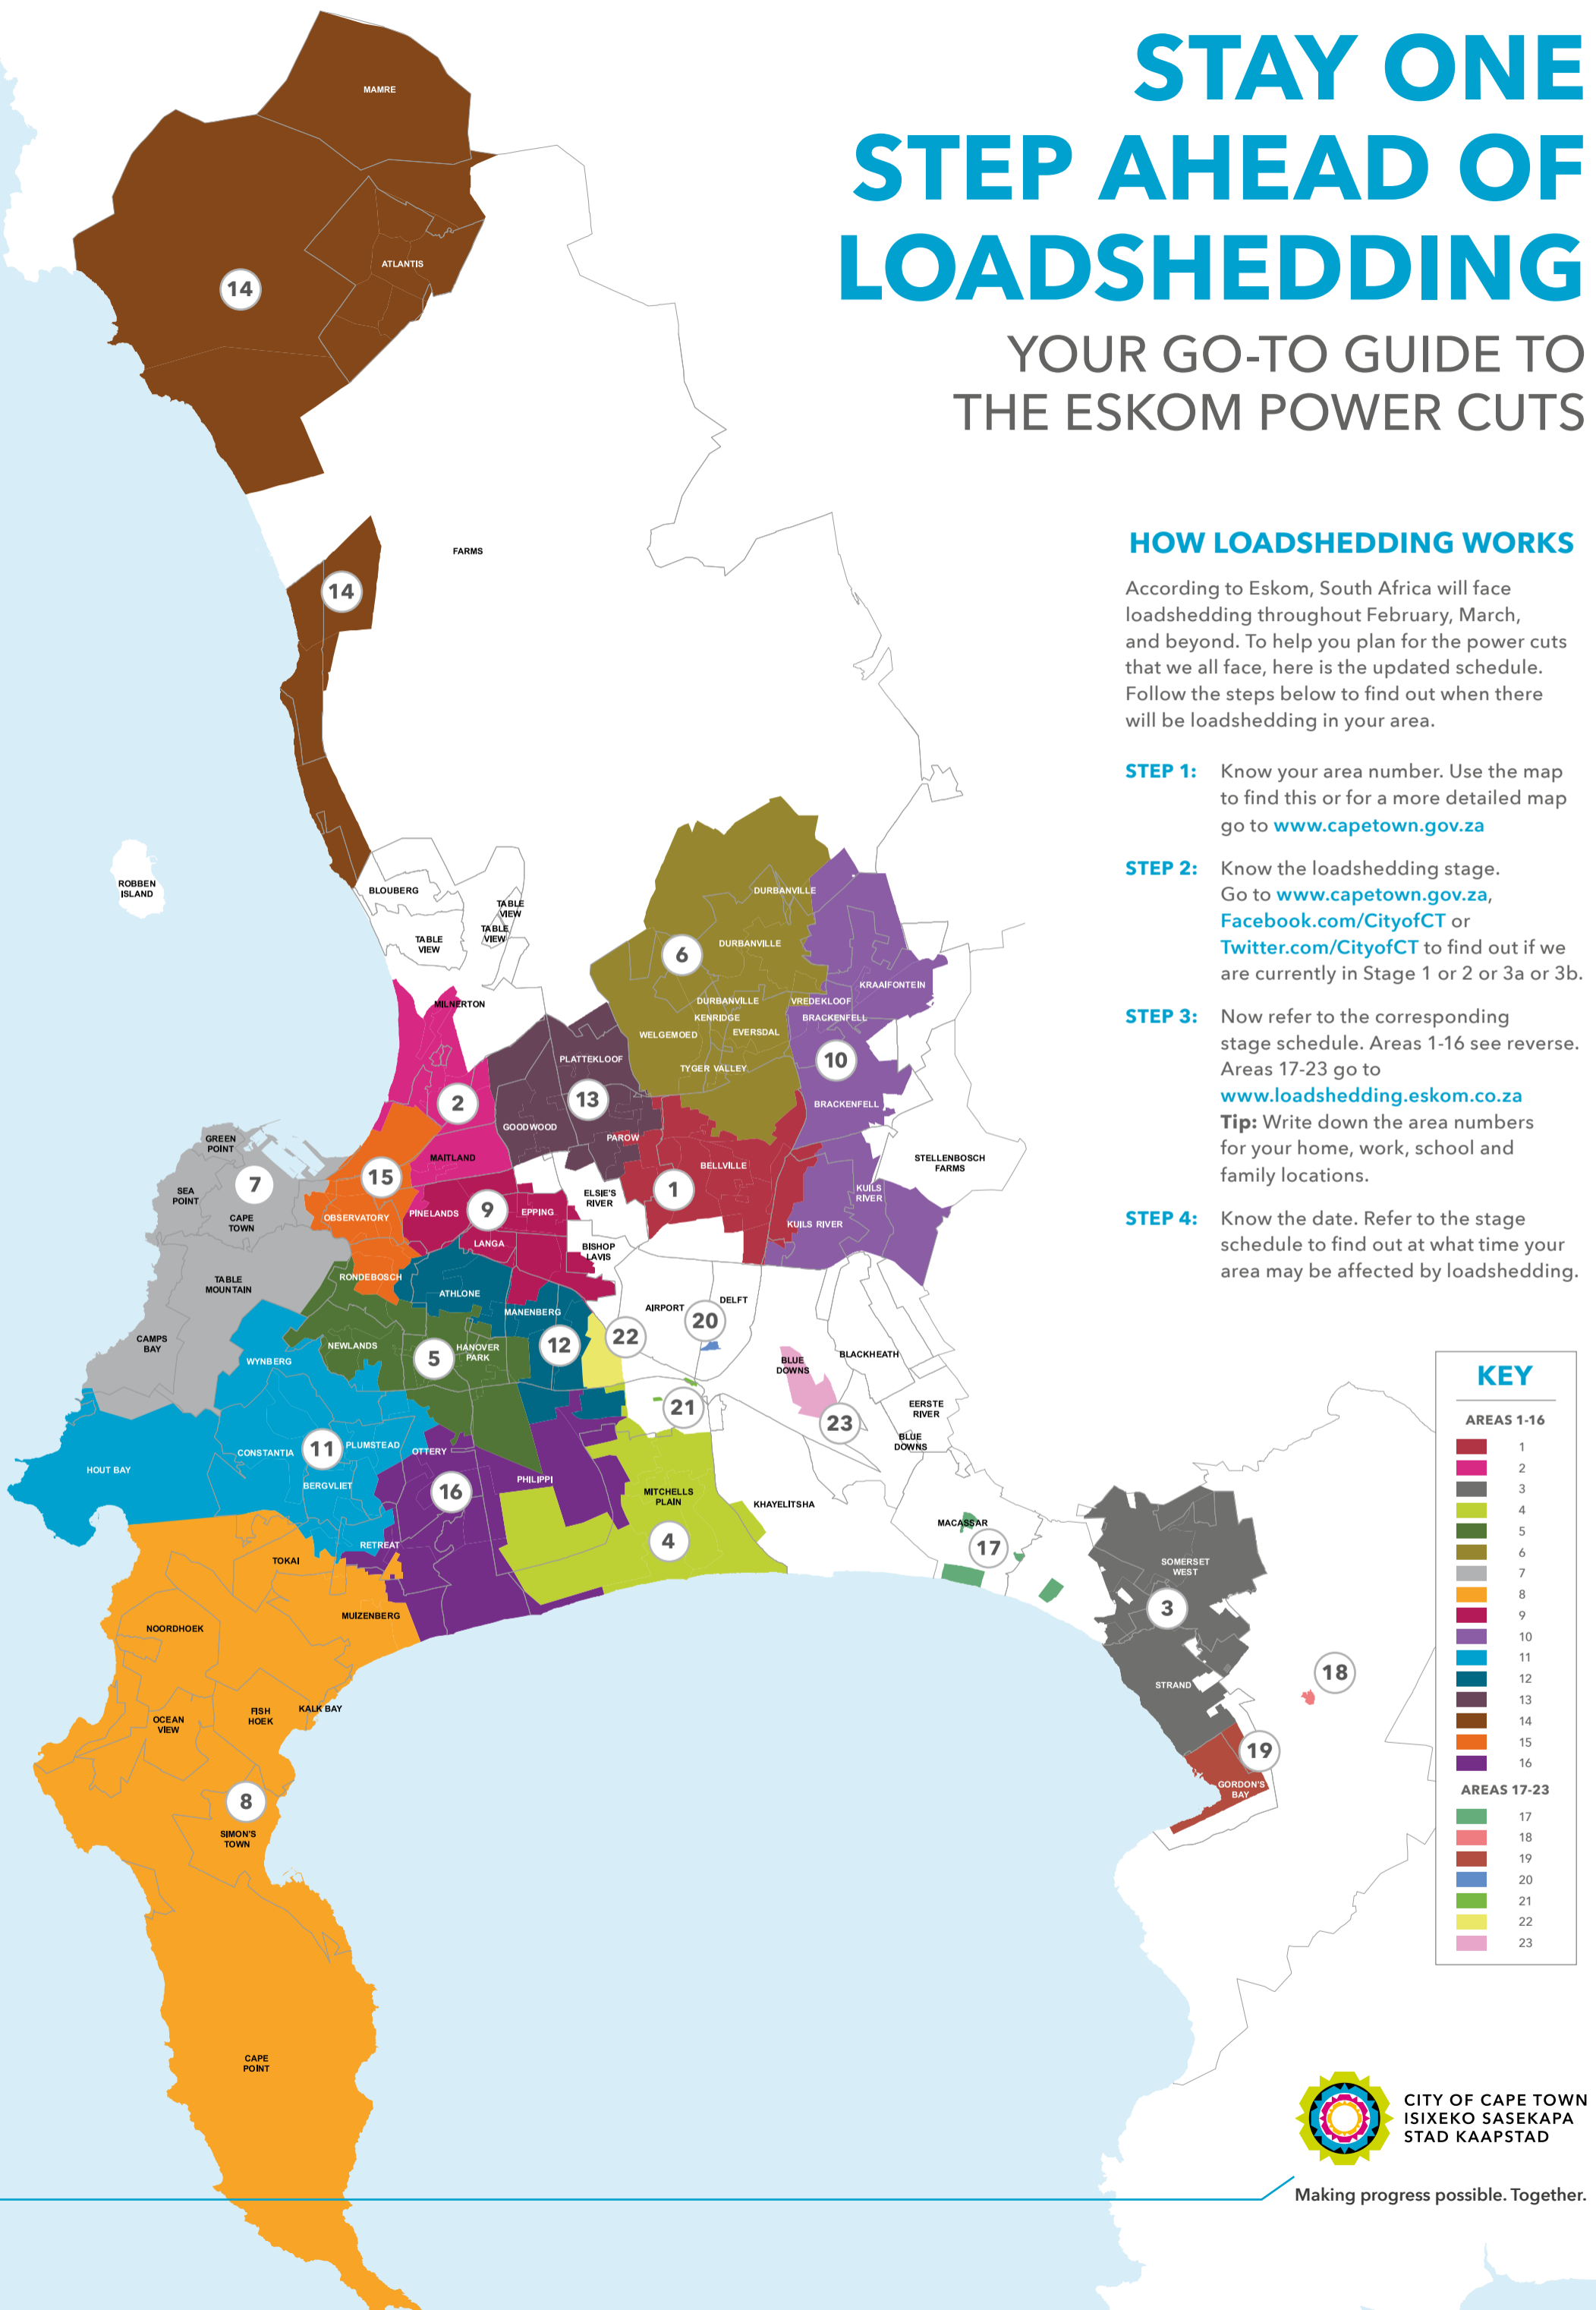 STAY ONE
STEP AHEAD OF
LOADSHEDDING
YOUR GO-TO GUIDE TO
THE ESKOM POWER CUTS
HOW LOADSHEDDING WORKS
According to Eskom, South Africa will face
loadshedding throughout February, March,
and beyond. To help you plan for the power cuts
that we all face, here is the updated schedule.
Follow the steps below to find out when there
will be loadshedding in your area.
STEP 1: Know your area number. Use the map
to find this or for a more detailed map
go to www.capetown.gov.za
STEP 2: Know the loadshedding stage.
Go to www.capetown.gov.za,
Facebook.com/CityofCT or
Twitter.com/CityofCT to find out if we
are currently in Stage 1 or 2 or 3a or 3b.
STEP 3: Now refer to the corresponding
stage schedule. Areas 1-16 see reverse.
Areas 17-23 go to
www.loadshedding.eskom.co.za
Tip: Write down the area numbers
for your home, work, school and
family locations.
STEP 4: Know the date. Refer to the stage
schedule to find out at what time your
area may be affected by loadshedding.
MAMRE
ATLANTIS
14
FARMS
14
ROBBEN
ISLAND
BLOUBERG
TABLE
VIEW
TABLE
VIEW
TABLE
VIEW
MILNERTON
DURBANVILLE
DURBANVILLE
6
DURBANVILLE
KENRIDGE
EVERSDAL
WELGEMOED
TYGER VALLEY
KRAAIFONTEIN
VREDEKLOOF
BRACKENFELL
10
BRACKENFELL
PLATTEKLOOF
13
GOODWOOD
PAROW
2
MAITLAND
BELLVILLE
1
STELLENBOSCH
FARMS
KUILS
RIVER
KUILS RIVER
GREEN
POINT
7
SEA
POINT
CAPE
TOWN
15
OBSERVATORY
PINELANDS
9
EPPING
ELSIE'S
RIVER
LANGA
BISHOP
LAVIS
TABLE
MOUNTAIN
RONDEBOSCH
ATHLONE
MANENBERG
AIRPORT
DELFT
20
22
CAMPS
BAY
NEWLANDS
5
HANOVER
PARK
12
WYNBERG
BLUE
DOWNS
BLACKHEATH
21
23
EERSTE
RIVER
BLUE
DOWNS
HOUT BAY
CONSTANTIA
11
PLUMSTEAD
OTTERY
BERGVLIET
16
PHILIPPI
MITCHELLS
PLAIN
KHAYELITSHA
4
MACASSAR
17
RETREAT
TOKAI
MUIZENBERG
NOORDHOEK
SOMERSET
WEST
3
STRAND
18
19
GORDON'S
BAY
OCEAN
VIEW
FISH
HOEK
KALK BAY
8
SIMON'S
TOWN
CAPE
POINT
KEY
AREAS 1-16
1
2
3
4
5
6
7
8
9
10
11
12
13
14
15
16
AREAS 17-23
17
18
19
20
21
22
23
CITY OF CAPE TOWN
ISIXEKO SASEKAPA
STAD KAAPSTAD
Making progress possible. Together.